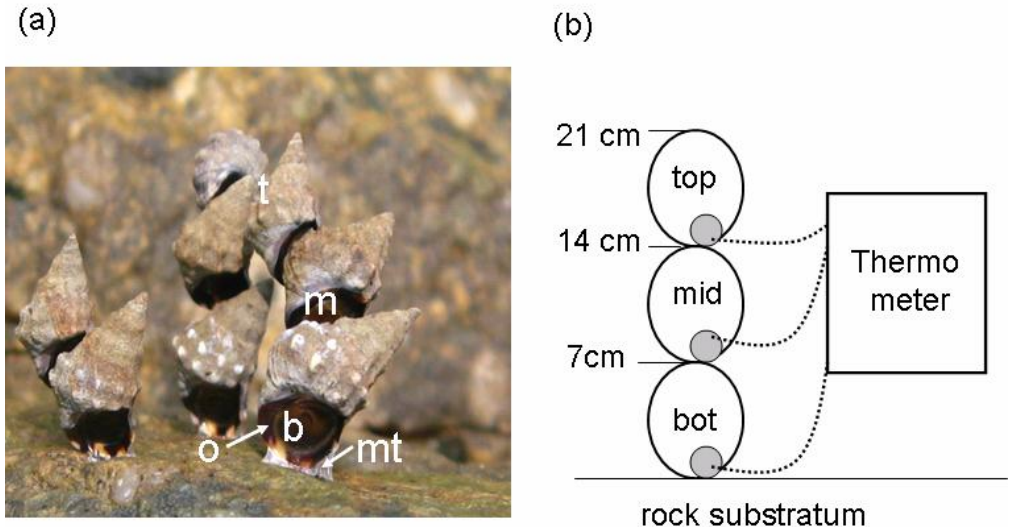 (a)
t
m
b
o
mt
(b)
21 cm
top
14 cm
mid
Thermo
meter
7cm
bot
rock substratum